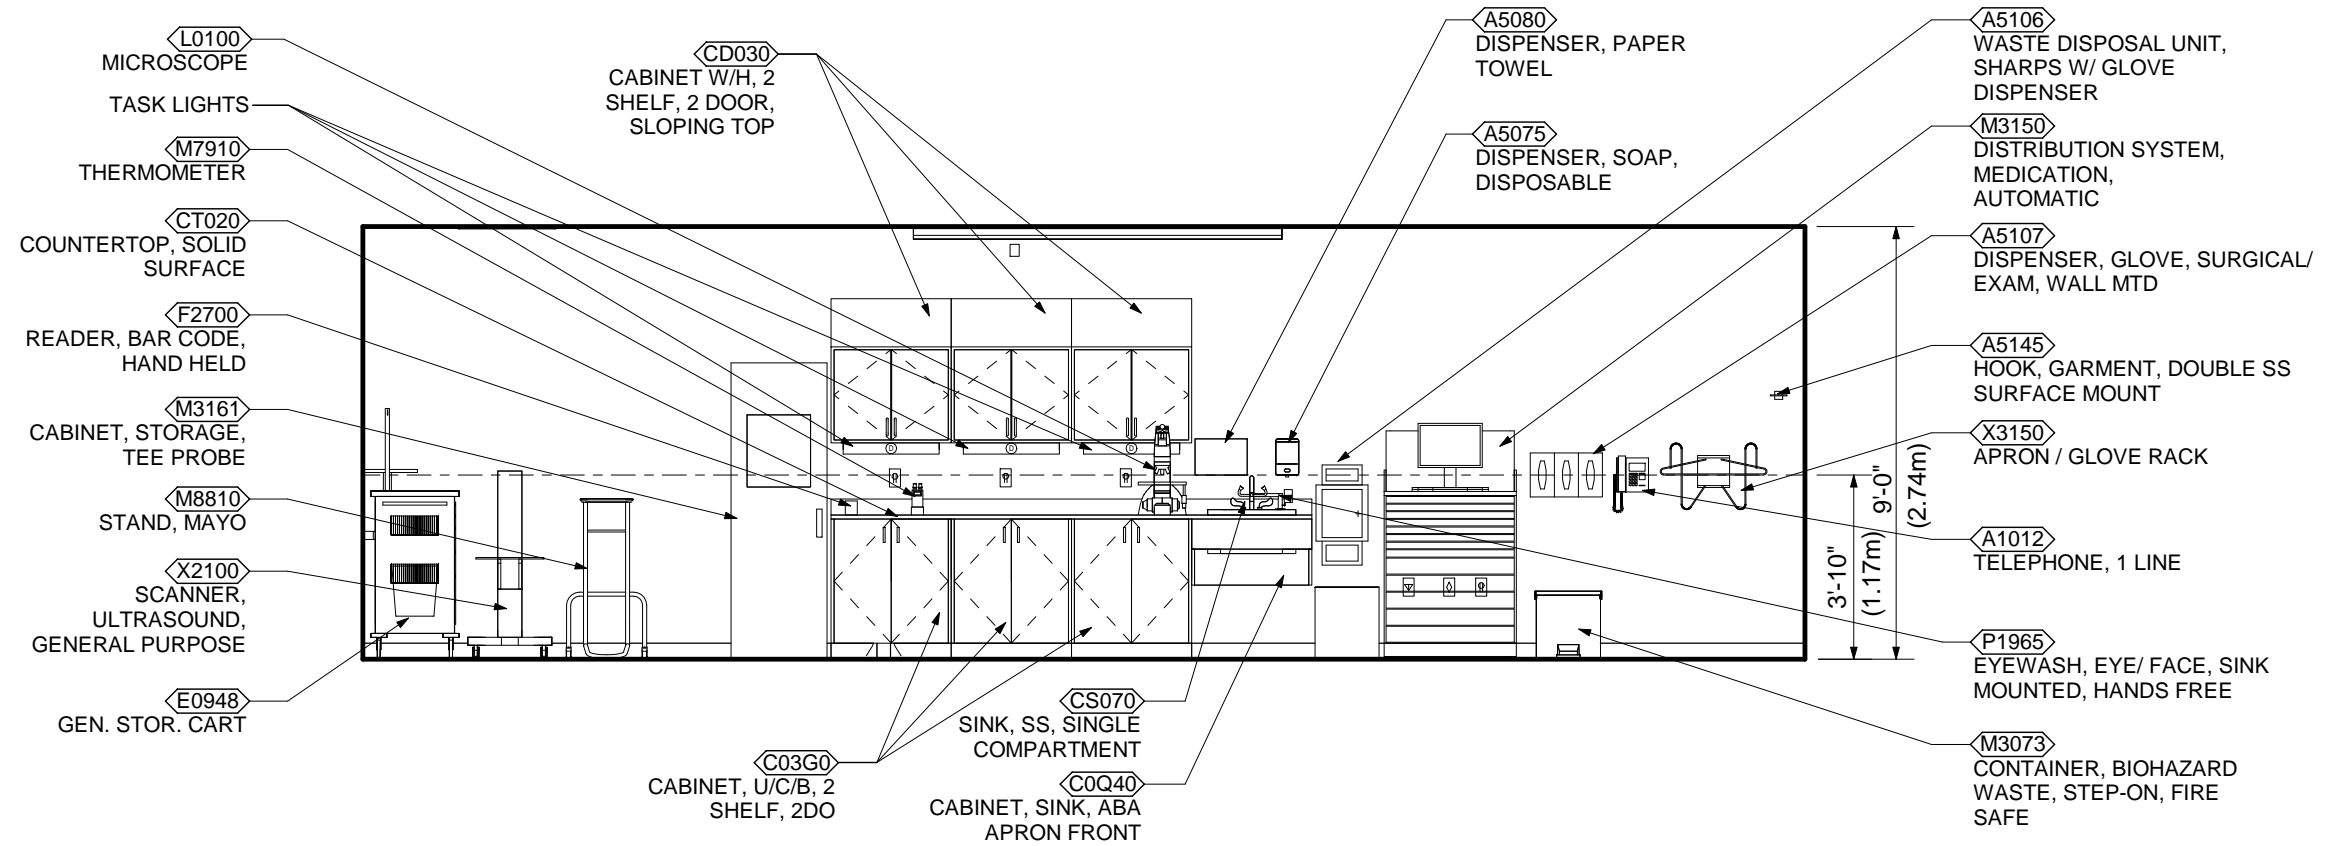 L0100
MICROSCOPE
TASK LIGHTS
M7910
THERMOMETER
CT020
COUNTERTOP, SOLID
SURFACE
F2700
READER, BAR CODE,
HAND HELD
M3161
CABINET, STORAGE,
TEE PROBE
M8810
STAND, MAYO
X2100
SCANNER,
ULTRASOUND,
GENERAL PURPOSE
E0948
GEN. STOR. CART
CD030
CABINET W/H, 2
SHELF, 2 DOOR,
SLOPING TOP
D
D
D
C03G0
CABINET, U/C/B, 2
SHELF, 2DO
CS070
SINK, SS, SINGLE
COMPARTMENT
C0Q40
CABINET, SINK, ABA
APRON FRONT
A5080
DISPENSER, PAPER
TOWEL
A5075
DISPENSER, SOAP,
DISPOSABLE
A5106
WASTE DISPOSAL UNIT,
SHARPS W/ GLOVE
DISPENSER
M3150
DISTRIBUTION SYSTEM,
MEDICATION,
AUTOMATIC
A5107
DISPENSER, GLOVE, SURGICAL/
EXAM, WALL MTD
A5145
HOOK, GARMENT, DOUBLE SS
SURFACE MOUNT
X3150
APRON / GLOVE RACK
A1012
TELEPHONE, 1 LINE
P1965
EYEWASH, EYE/ FACE, SINK
MOUNTED, HANDS FREE
M3073
CONTAINER, BIOHAZARD
WASTE, STEP-ON, FIRE
SAFE
3'-10"
(1.17m)
9'-0"
(2.74m)